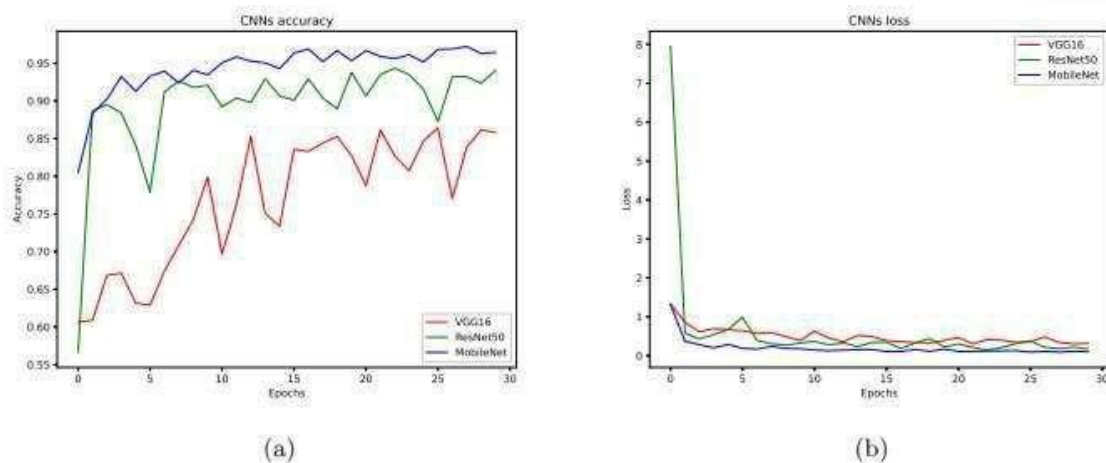 CNNs accuracy
0.95
0.90
0.85
0.80
0.75
0.70
0.65
0.60
0.55
Accuracy
0
5
10
15
20
25
30
Epochs
VGG16
ResNet50
MobileNet
(a)
CNNs loss
8
7
6
5
4
3
2
1
0
Loss
0
5
10
15
20
25
30
Epochs
VGG16
ResNet50
MobileNet
(b)